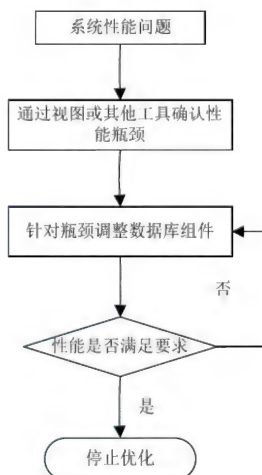 系统性能问题
通过视图或其他工具确认性
能瓶颈
针对瓶颈调整数据库组件
否
性能是否满足要求
是
停止优化